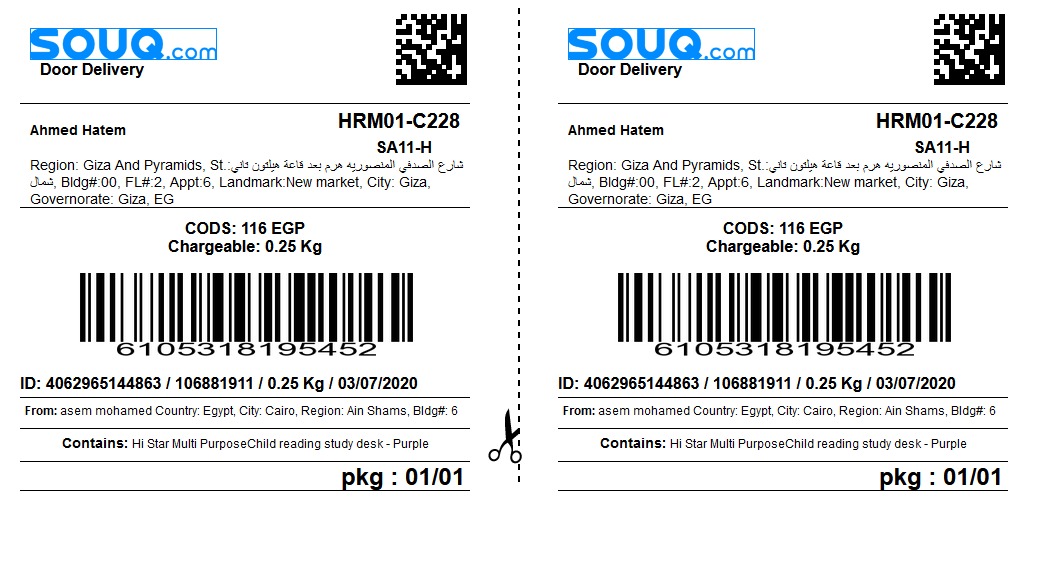 SOUQ.com
Door Delivery
Ahmed Hatem
HRM01-C228
SA11-H
Region: Giza And Pyramids, St.:شارع الصدفي المنصوريه هرم بعد قاعة هيلتون تاني
شمال, Bldg#:00, FL#:2, Appt:6, Landmark:New market, City: Giza,
Governorate: Giza, EG
CODS: 116 EGP
Chargeable: 0.25 Kg
6105318195452
ID: 4062965144863 / 106881911 / 0.25 Kg / 03/07/2020
From: asem mohamed Country: Egypt, City: Cairo, Region: Ain Shams, Bldg#: 6
Contains: Hi Star Multi PurposeChild reading study desk - Purple
pkg : 01/01
SOUQ.com
Door Delivery
Ahmed Hatem
HRM01-C228
SA11-H
Region: Giza And Pyramids, St.:شارع الصدفي المنصوريه هرم بعد قاعة هيلتون تاني
شمال, Bldg#:00, FL#:2, Appt:6, Landmark:New market, City: Giza,
Governorate: Giza, EG
CODS: 116 EGP
Chargeable: 0.25 Kg
6105318195452
ID: 4062965144863 / 106881911 / 0.25 Kg / 03/07/2020
From: asem mohamed Country: Egypt, City: Cairo, Region: Ain Shams, Bldg#: 6
Contains: Hi Star Multi PurposeChild reading study desk - Purple
pkg : 01/01